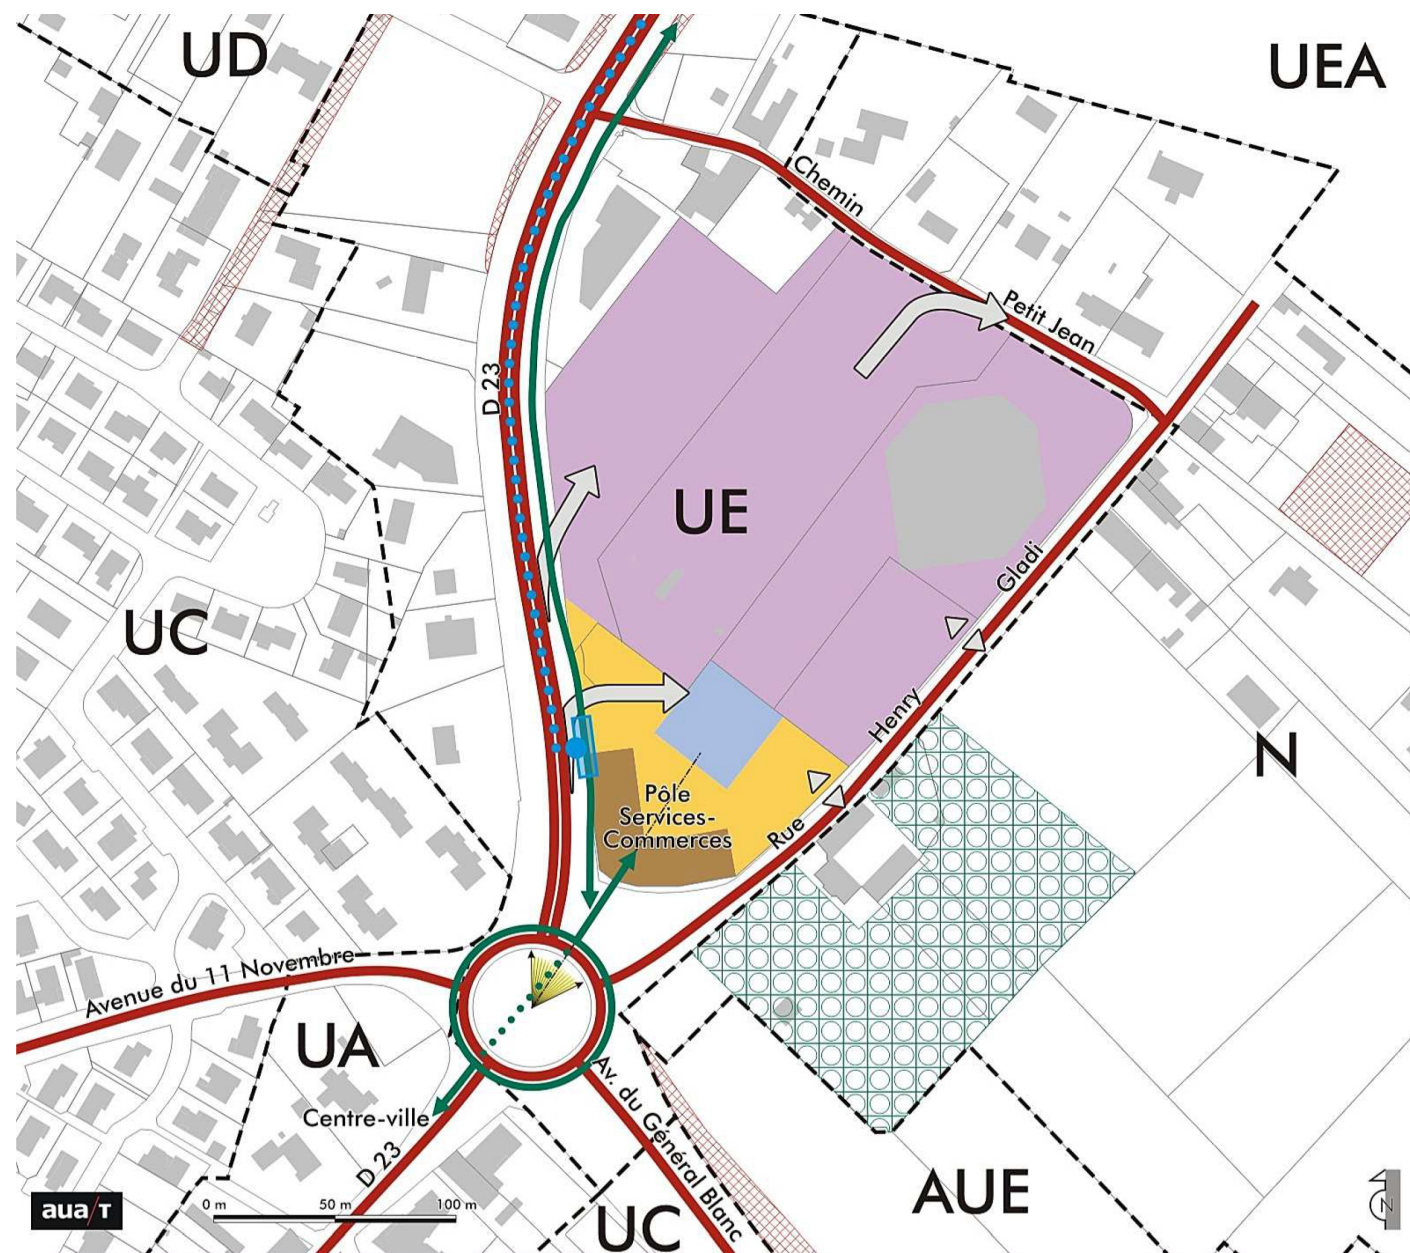 UD
UEA
Chemin
Petit Jean
D 23
UE
Gladi
UC
Henry
N
Pôle
Services-
Commerces
Rue
Avenue du 11 Novembre
UA
Av. du Général Blanc
Centre-ville
D 23
AUE
aua/T
0 m 50 m 100 m
UC
N